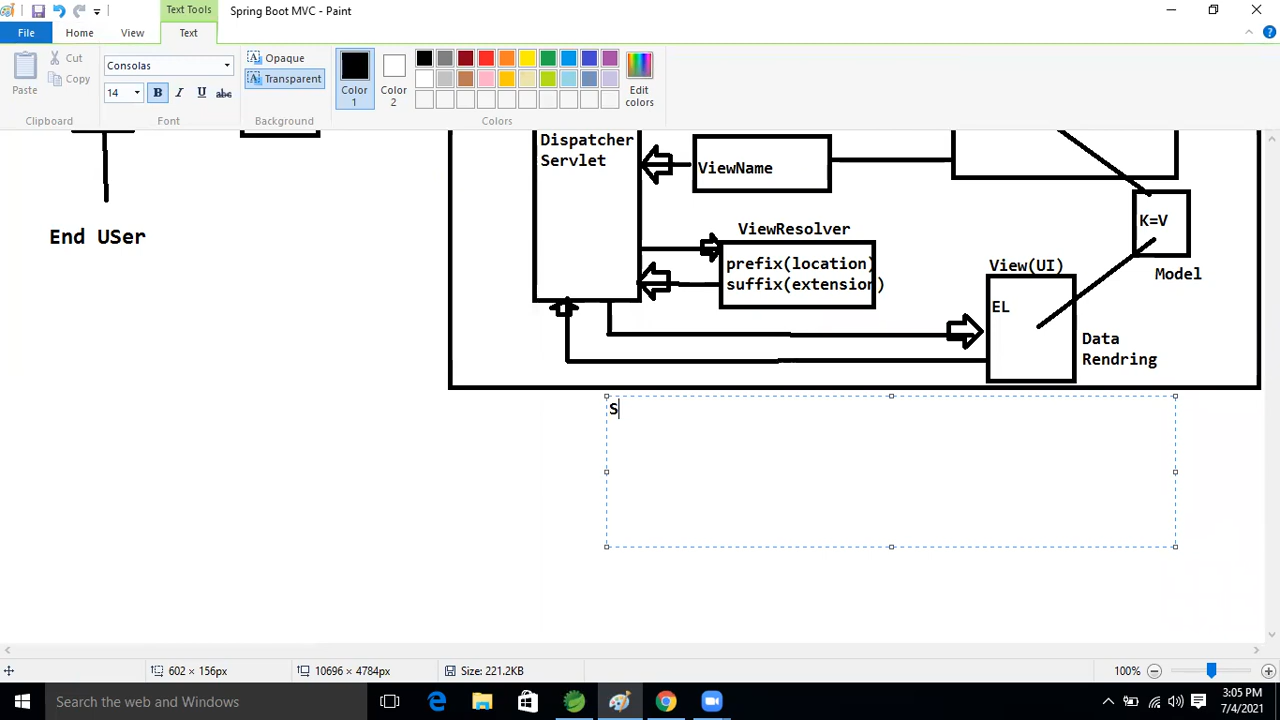 Text Tools
Spring Boot MVC - Paint
File
Home
View
Text
Paste
Cut
Copy
Clipboard
Consolas
14
B
I
U
abc
Font
Opaque
Transparent
Background
Color
1
Color
2
Edit
colors
Colors
Dispatcher
Servlet
ViewName
K=V
End USer
ViewResolver
prefix(location)
suffix(extension)
View(UI)
Model
EL
Data
Rendring
S
602 × 156px
10696 × 4784px
Size: 221.2KB
100%
Search the web and Windows
3:05 PM
7/4/2021